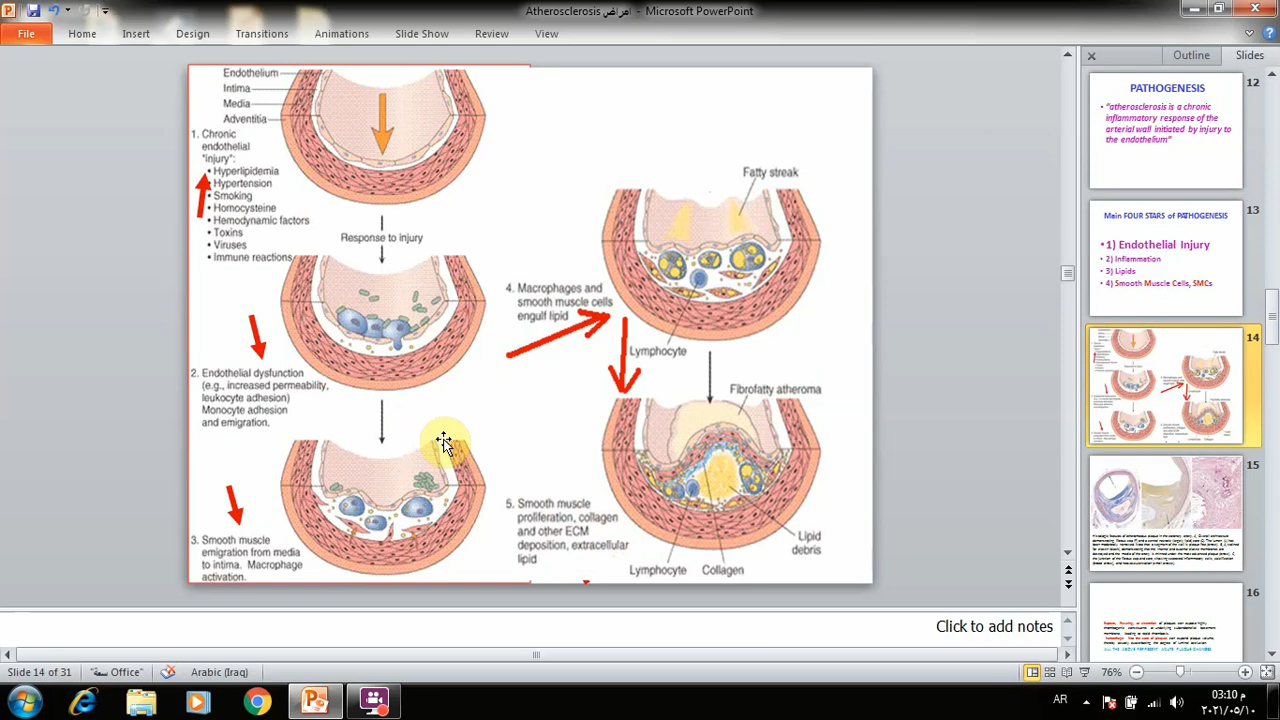 امراض Atherosclerosis - Microsoft PowerPoint
File Home Insert Design Transitions Animations Slide Show Review View
Endothelium
Intima
Media
Adventitia
1. Chronic
endothelial
"injury":
• Hyperlipidemia
• Hypertension
• Smoking
• Homocysteine
• Hemodynamic factors
• Toxins
• Viruses
• Immune reactions
Response to injury
2. Endothelial dysfunction
(e.g., increased permeability,
leukocyte adhesion)
Monocyte adhesion
and emigration.
3. Smooth muscle
emigration from media
to intima. Macrophage
activation.
Fatty streak
4. Macrophages and
smooth muscle cells
engulf lipid
Lymphocyte
Fibrofatty atheroma
5. Smooth muscle
proliferation, collagen
and other ECM
deposition, extracellular
lipid
Lipid
debris
Lymphocyte Collagen
Outline Slides
12
PATHOGENESIS
• "atherosclerosis is a chronic
inflammatory response of the
arterial wall initiated by injury to
the endothelium"
13
Main FOUR STARS of PATHOGENESIS
• 1) Endothelial Injury
• 2) Inflammation
• 3) Lipids
• 4) Smooth Muscle Cells, SMCs
14
15
16
Click to add notes
Slide 14 of 31 Office Arabic (Iraq) 76%
AR
03:10 م
٢٠٢١/٠٥/١٠